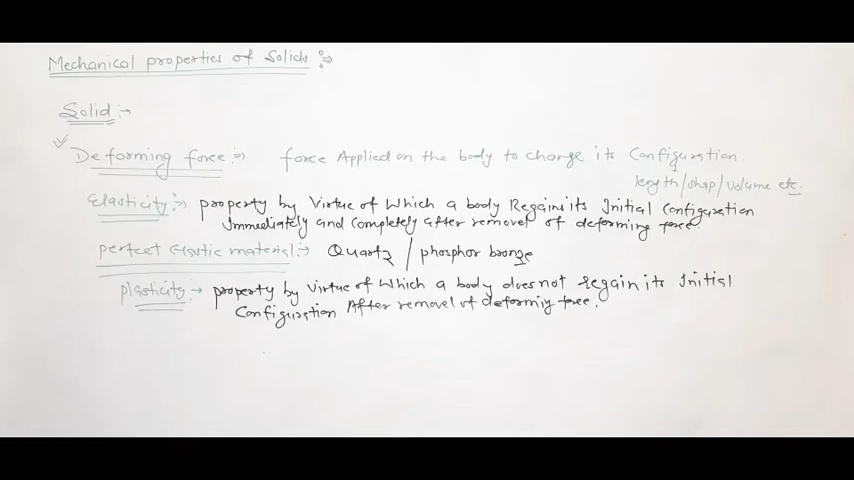 Mechanical properties of Solids :⇒
Solid :→
Deforming force :⇒ force Applied on the body to change its Configuration.
length/shap/volume etc.
Elasticity :→ property by Virtue of Which a body Regains its Initial Configuration
Immediately and Completely after removel of deforming force
perfect elastic material :→ Quartz / phosphor bronze
plasticity → property by virtue of Which a body does not regain its Initial
Configuration After removel of deforming force.